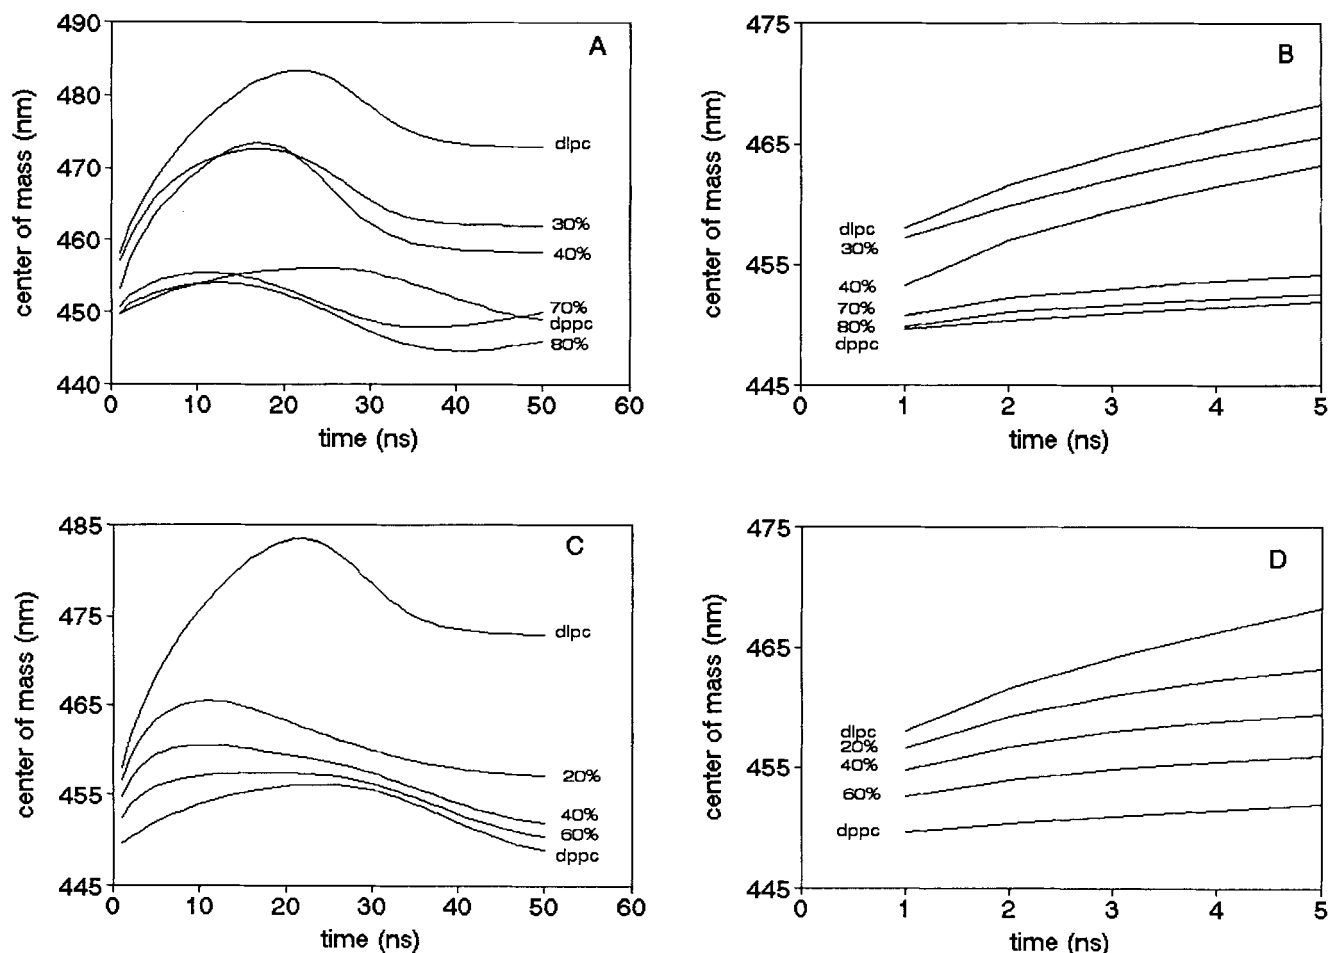 A
center of mass (nm)
490
480
470
460
450
440
dlpc
30%
40%
70%
dppc
80%
0
10
20
30
40
50
60
time (ns)
B
center of mass (nm)
475
465
455
445
dlpc
30%
40%
70%
80%
dppc
0
1
2
3
4
5
time (ns)
C
center of mass (nm)
485
475
465
455
445
dlpc
20%
40%
60%
dppc
0
10
20
30
40
50
60
time (ns)
D
center of mass (nm)
475
465
455
445
dlpc
20%
40%
60%
dppc
0
1
2
3
4
5
time (ns)